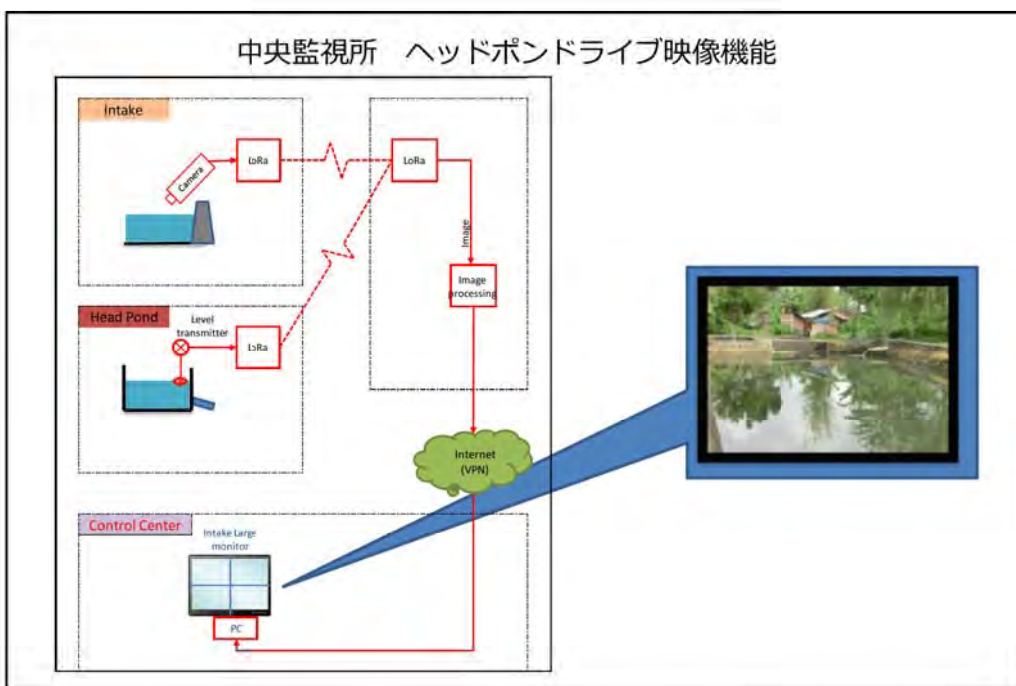 中央監視所 ヘッドポンドライブ映像機能
Intake
Camera
LoRa
LoRa
Image
Image
processing
Head Pond
Level
transmitter
LoRa
Internet
(VPN)
Control Center
Intake Large
monitor
PC